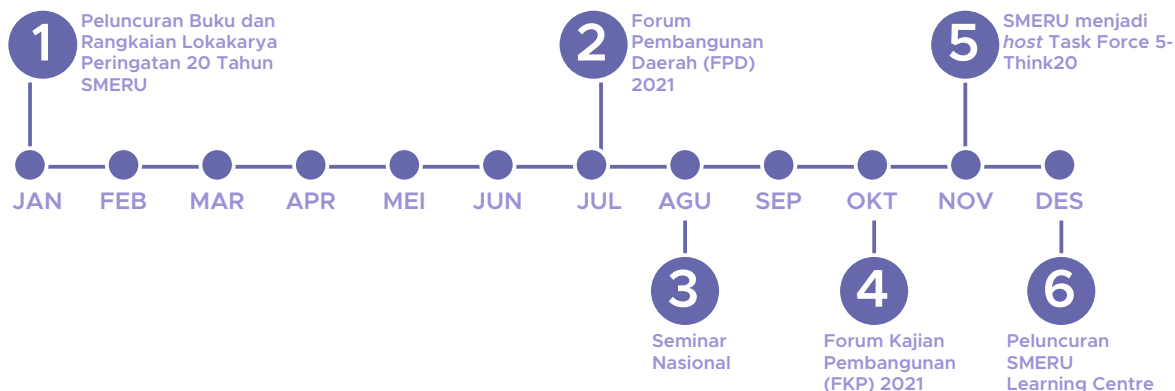 1
Peluncuran Buku dan
Rangkaian Lokakarya
Peringatan 20 Tahun
SMERU
2
Forum
Pembangunan
Daerah (FPD)
2021
5
SMERU menjadi
host Task Force 5-
Think20
JAN FEB MAR APR MEI JUN JUL AGU SEP OKT NOV DES
3
Seminar
Nasional
4
Forum Kajian
Pembangunan
(FKP) 2021
6
Peluncuran
SMERU
Learning Centre